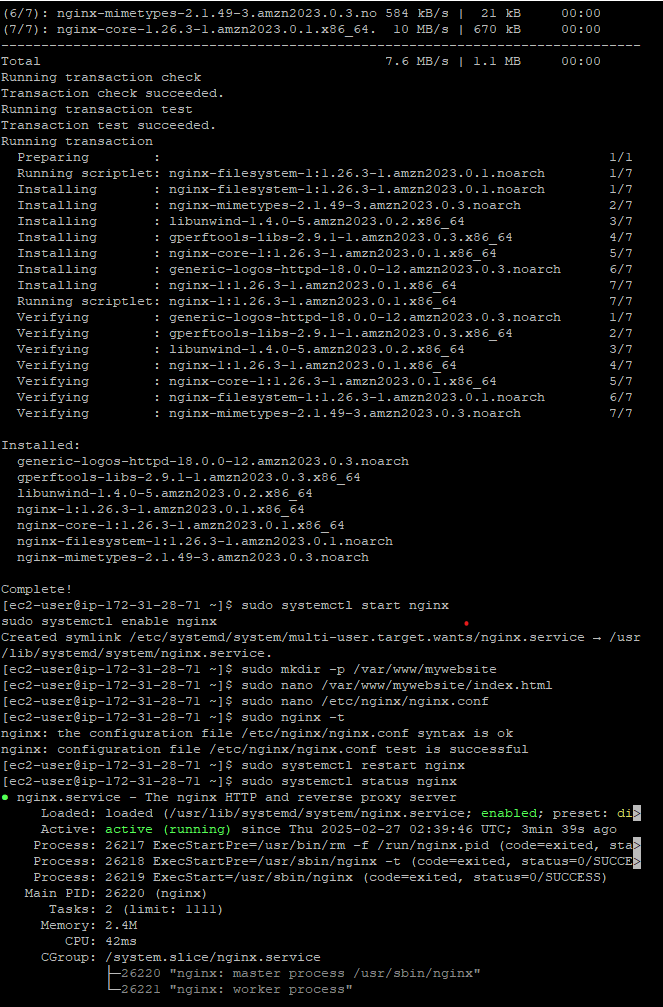 (6/7): nginx-mimetypes-2.1.49-3.amzn2023.0.3.no 584 kB/s |  21 kB     00:00
(7/7): nginx-core-1.26.3-1.amzn2023.0.1.x86_64.  10 MB/s | 670 kB     00:00
--------------------------------------------------------------------------------
Total                                           7.6 MB/s | 1.1 MB     00:00
Running transaction check
Transaction check succeeded.
Running transaction test
Transaction test succeeded.
Running transaction
  Preparing        :                                                        1/1
  Running scriptlet: nginx-filesystem-1:1.26.3-1.amzn2023.0.1.noarch        1/7
  Installing       : nginx-filesystem-1:1.26.3-1.amzn2023.0.1.noarch        1/7
  Installing       : nginx-mimetypes-2.1.49-3.amzn2023.0.3.noarch           2/7
  Installing       : libunwind-1.4.0-5.amzn2023.0.2.x86_64                  3/7
  Installing       : gperftools-libs-2.9.1-1.amzn2023.0.3.x86_64            4/7
  Installing       : nginx-core-1:1.26.3-1.amzn2023.0.1.x86_64              5/7
  Installing       : generic-logos-httpd-18.0.0-12.amzn2023.0.3.noarch      6/7
  Installing       : nginx-1:1.26.3-1.amzn2023.0.1.x86_64                   7/7
  Running scriptlet: nginx-1:1.26.3-1.amzn2023.0.1.x86_64                   7/7
  Verifying        : generic-logos-httpd-18.0.0-12.amzn2023.0.3.noarch      1/7
  Verifying        : gperftools-libs-2.9.1-1.amzn2023.0.3.x86_64            2/7
  Verifying        : libunwind-1.4.0-5.amzn2023.0.2.x86_64                  3/7
  Verifying        : nginx-1:1.26.3-1.amzn2023.0.1.x86_64                   4/7
  Verifying        : nginx-core-1:1.26.3-1.amzn2023.0.1.x86_64              5/7
  Verifying        : nginx-filesystem-1:1.26.3-1.amzn2023.0.1.noarch        6/7
  Verifying        : nginx-mimetypes-2.1.49-3.amzn2023.0.3.noarch           7/7

Installed:
  generic-logos-httpd-18.0.0-12.amzn2023.0.3.noarch
  gperftools-libs-2.9.1-1.amzn2023.0.3.x86_64
  libunwind-1.4.0-5.amzn2023.0.2.x86_64
  nginx-1:1.26.3-1.amzn2023.0.1.x86_64
  nginx-core-1:1.26.3-1.amzn2023.0.1.x86_64
  nginx-filesystem-1:1.26.3-1.amzn2023.0.1.noarch
  nginx-mimetypes-2.1.49-3.amzn2023.0.3.noarch

Complete!
[ec2-user@ip-172-31-28-71 ~]$ sudo systemctl start nginx
sudo systemctl enable nginx
Created symlink /etc/systemd/system/multi-user.target.wants/nginx.service → /usr
/lib/systemd/system/nginx.service.
[ec2-user@ip-172-31-28-71 ~]$ sudo mkdir -p /var/www/mywebsite
[ec2-user@ip-172-31-28-71 ~]$ sudo nano /var/www/mywebsite/index.html
[ec2-user@ip-172-31-28-71 ~]$ sudo nano /etc/nginx/nginx.conf
[ec2-user@ip-172-31-28-71 ~]$ sudo nginx -t
nginx: the configuration file /etc/nginx/nginx.conf syntax is ok
nginx: configuration file /etc/nginx/nginx.conf test is successful
[ec2-user@ip-172-31-28-71 ~]$ sudo systemctl restart nginx
[ec2-user@ip-172-31-28-71 ~]$ sudo systemctl status nginx
● nginx.service - The nginx HTTP and reverse proxy server
     Loaded: loaded (/usr/lib/systemd/system/nginx.service; enabled; preset: di>
     Active: active (running) since Thu 2025-02-27 02:39:46 UTC; 3min 39s ago
    Process: 26217 ExecStartPre=/usr/bin/rm -f /run/nginx.pid (code=exited, sta>
    Process: 26218 ExecStartPre=/usr/sbin/nginx -t (code=exited, status=0/SUCCE>
    Process: 26219 ExecStart=/usr/sbin/nginx (code=exited, status=0/SUCCESS)
   Main PID: 26220 (nginx)
      Tasks: 2 (limit: 1111)
     Memory: 2.4M
        CPU: 42ms
     CGroup: /system.slice/nginx.service
             ├─26220 "nginx: master process /usr/sbin/nginx"
             └─26221 "nginx: worker process"